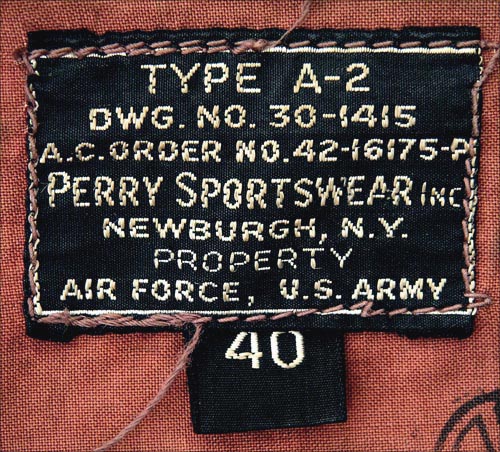 TYPE A-2
DWG. NO. 30-1415
A.C. ORDER NO. 42-16175-P
PERRY SPORTSWEAR INC
NEWBURGH, N.Y.
PROPERTY
AIR FORCE, U.S. ARMY
40